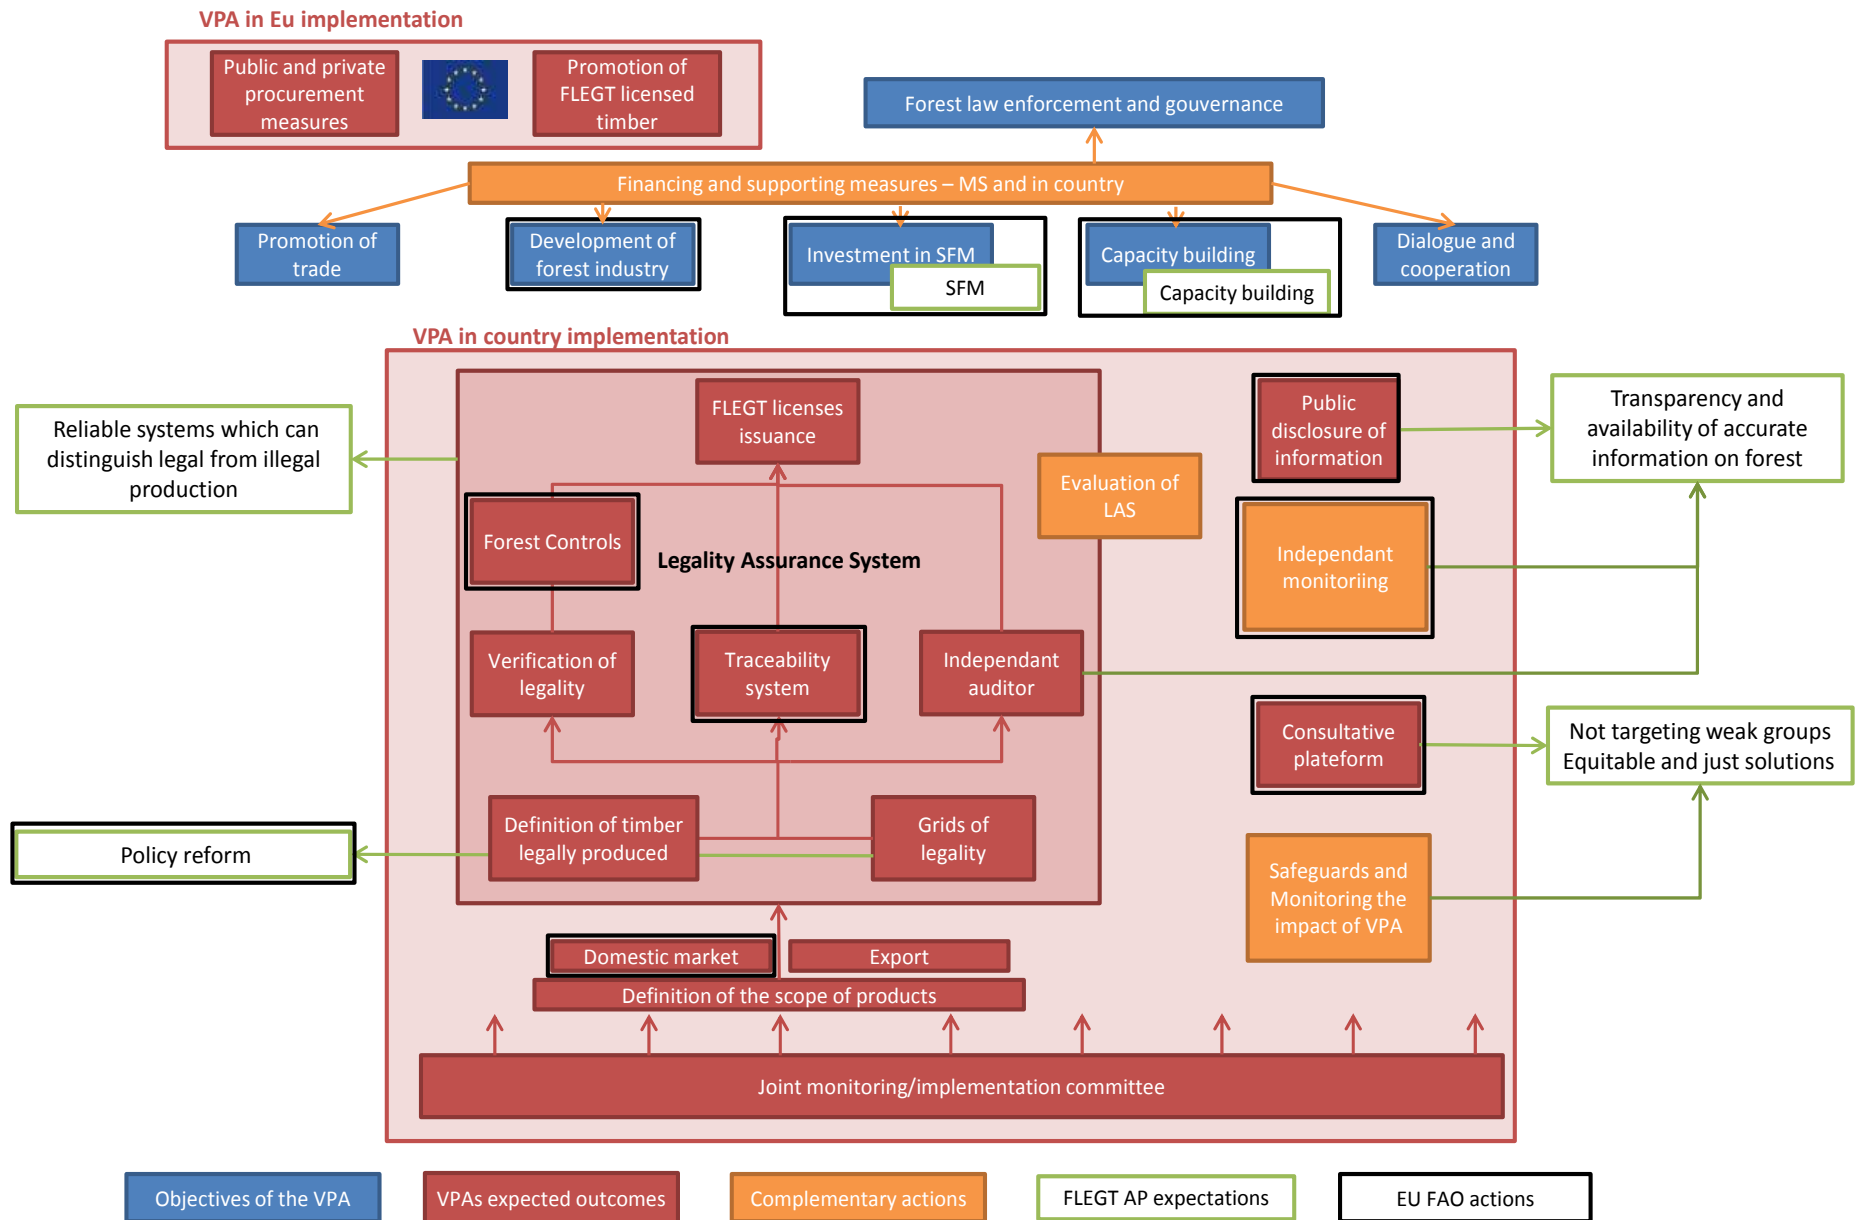 VPA in Eu implementation
Public and private
procurement
measures
Promotion of
FLEGT licensed
timber
Forest law enforcement and gouvernance
Financing and supporting measures – MS and in country
Promotion of
trade
Development of
forest industry
Investment in SFM
SFM
Capacity building
Capacity building
Dialogue and
cooperation
VPA in country implementation
FLEGT licenses
issuance
Public
disclosure of
information
Transparency and
availability of accurate
information on forest
Reliable systems which can
distinguish legal from illegal
production
Evaluation of
LAS
Forest Controls
Legality Assurance System
Independant
monitoriing
Verification of
legality
Traceability
system
Independant
auditor
Consultative
plateform
Not targeting weak groups
Equitable and just solutions
Definition of timber
legally produced
Grids of
legality
Policy reform
Safeguards and
Monitoring the
impact of VPA
Domestic market
Export
Definition of the scope of products
Joint monitoring/implementation committee
Objectives of the VPA
VPAs expected outcomes
Complementary actions
FLEGT AP expectations
EU FAO actions